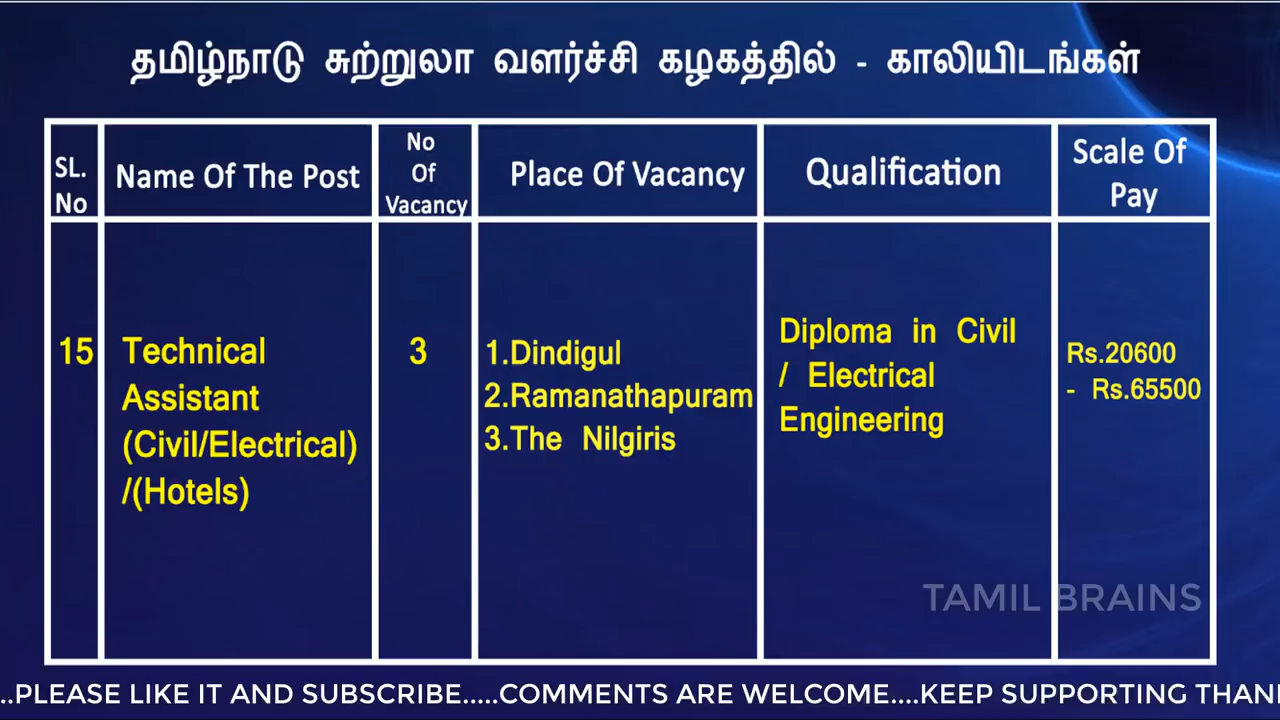 தமிழ்நாடு சுற்றுலா வளர்ச்சி கழகத்தில் - காலியிடங்கள்
SL. No
Name Of The Post
No Of Vacancy
Place Of Vacancy
Qualification
Scale Of Pay
15
Technical
Assistant
(Civil/Electrical)
/(Hotels)
3
1.Dindigul
2.Ramanathapuram
3.The Nilgiris
Diploma in Civil
/ Electrical
Engineering
Rs.20600
- Rs.65500
TAMIL BRAINS
..PLEASE LIKE IT AND SUBSCRIBE.....COMMENTS ARE WELCOME....KEEP SUPPORTING THAN